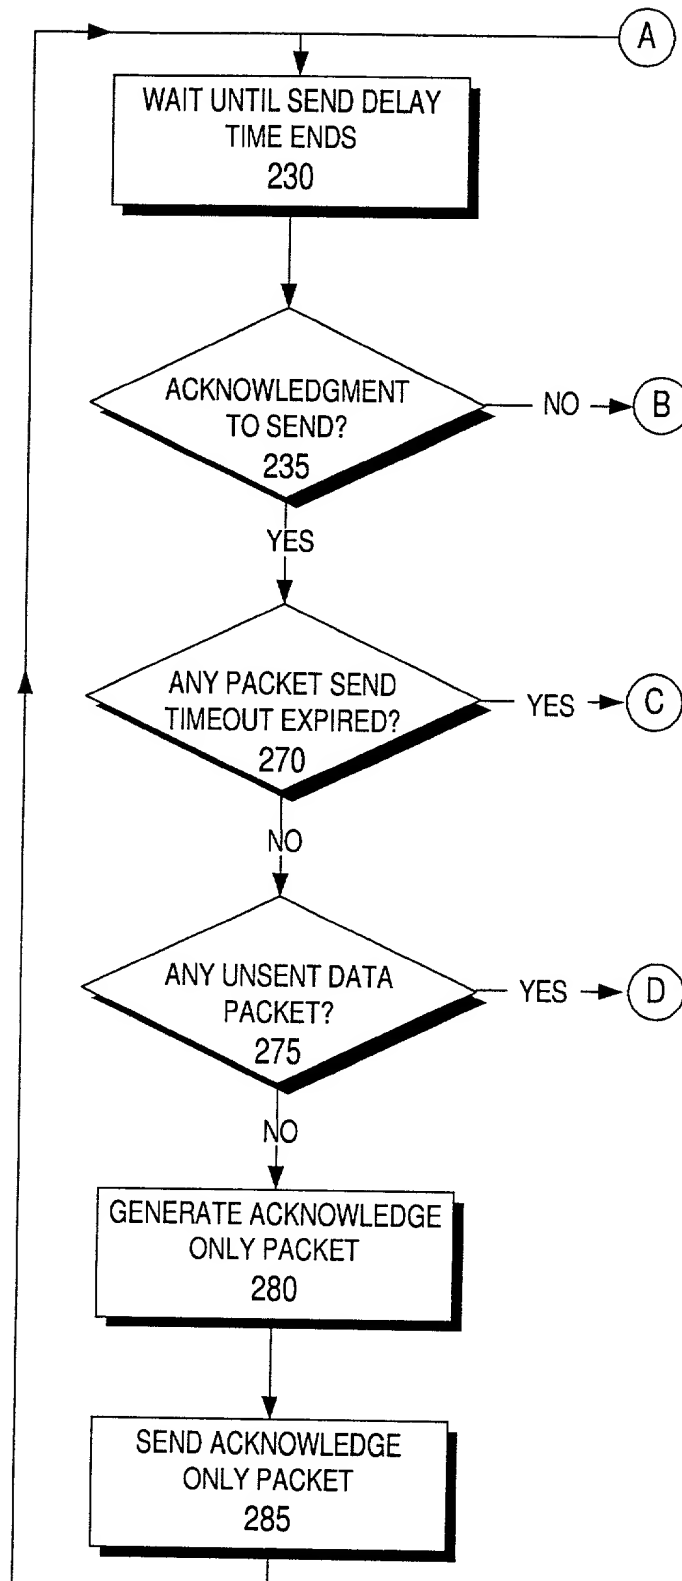 A
WAIT UNTIL SEND DELAY
TIME ENDS
230
ACKNOWLEDGMENT
TO SEND?
235
NO
B
YES
ANY PACKET SEND
TIMEOUT EXPIRED?
270
YES
C
NO
ANY UNSENT DATA
PACKET?
275
YES
D
NO
GENERATE ACKNOWLEDGE
ONLY PACKET
280
SEND ACKNOWLEDGE
ONLY PACKET
285